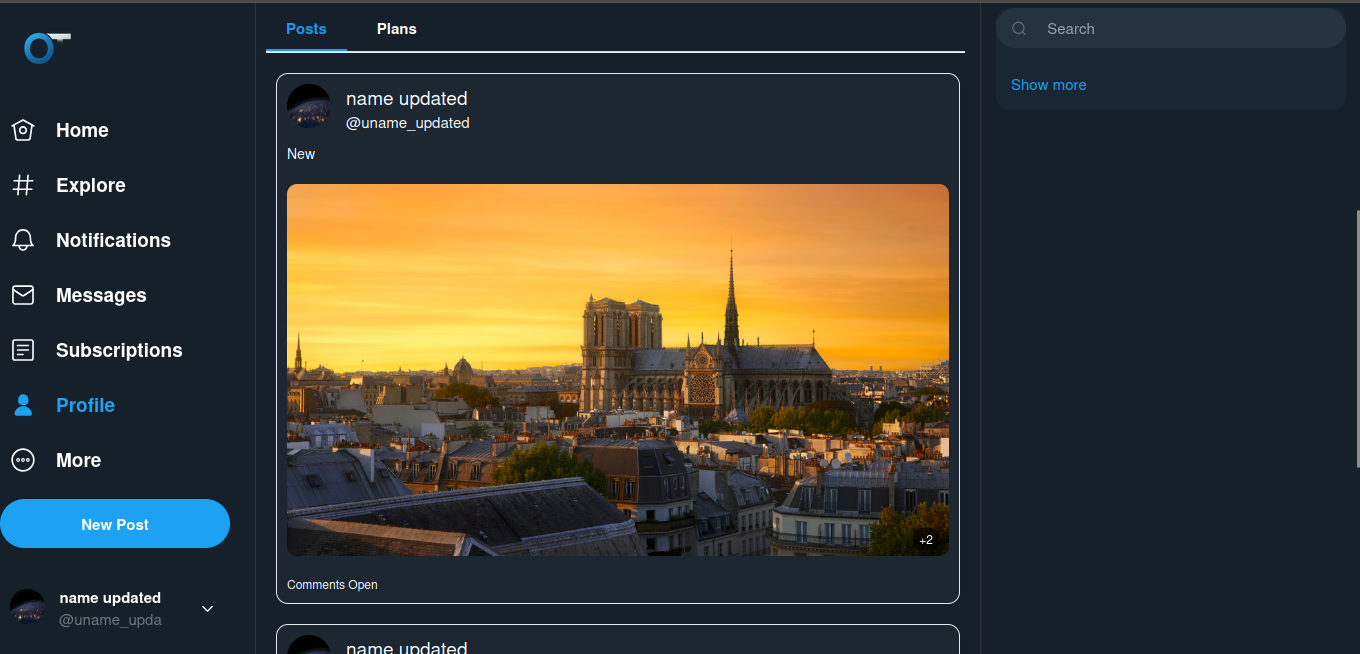 Home
Explore
Notifications
Messages
Subscriptions
Profile
More
New Post
name updated
@uname_upda
Posts
Plans
name updated
@uname_updated
New
+2
Comments Open
name updated
Search
Show more